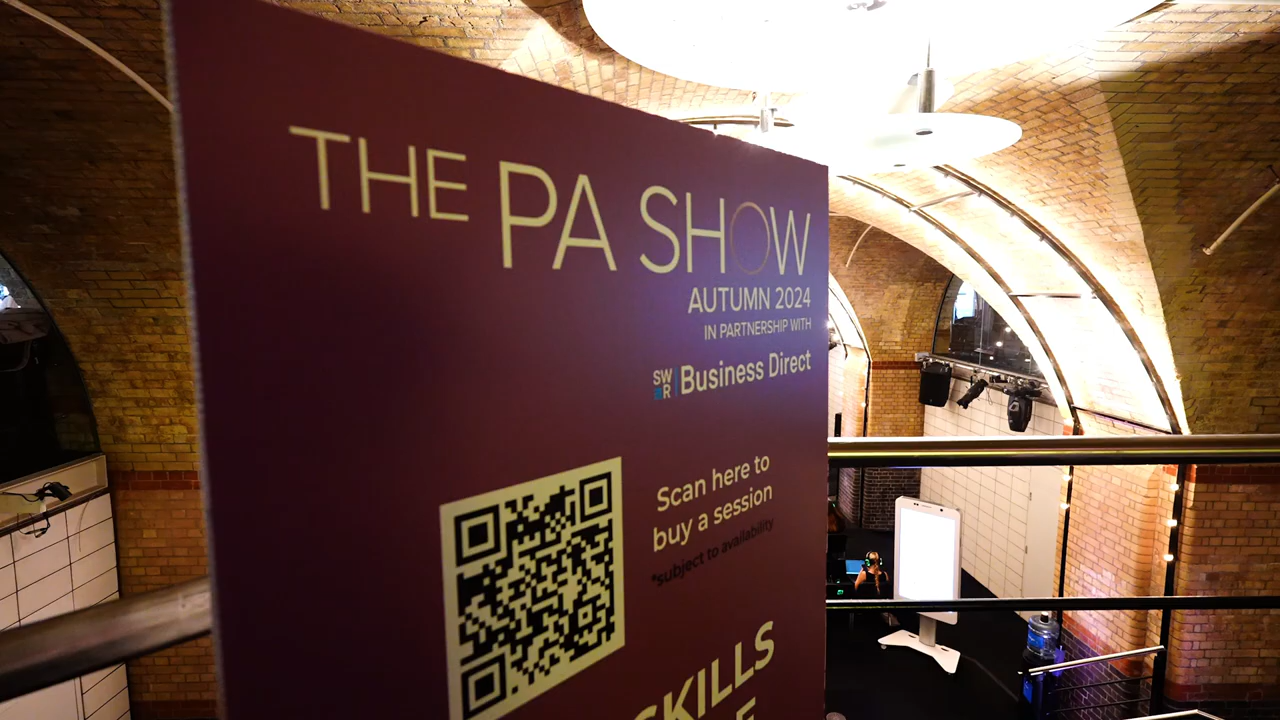 THE PA SHOW
AUTUMN 2024
IN PARTNERSHIP WITH
SWR Business Direct
Scan here to
buy a session
*subject to availability
SKILLS